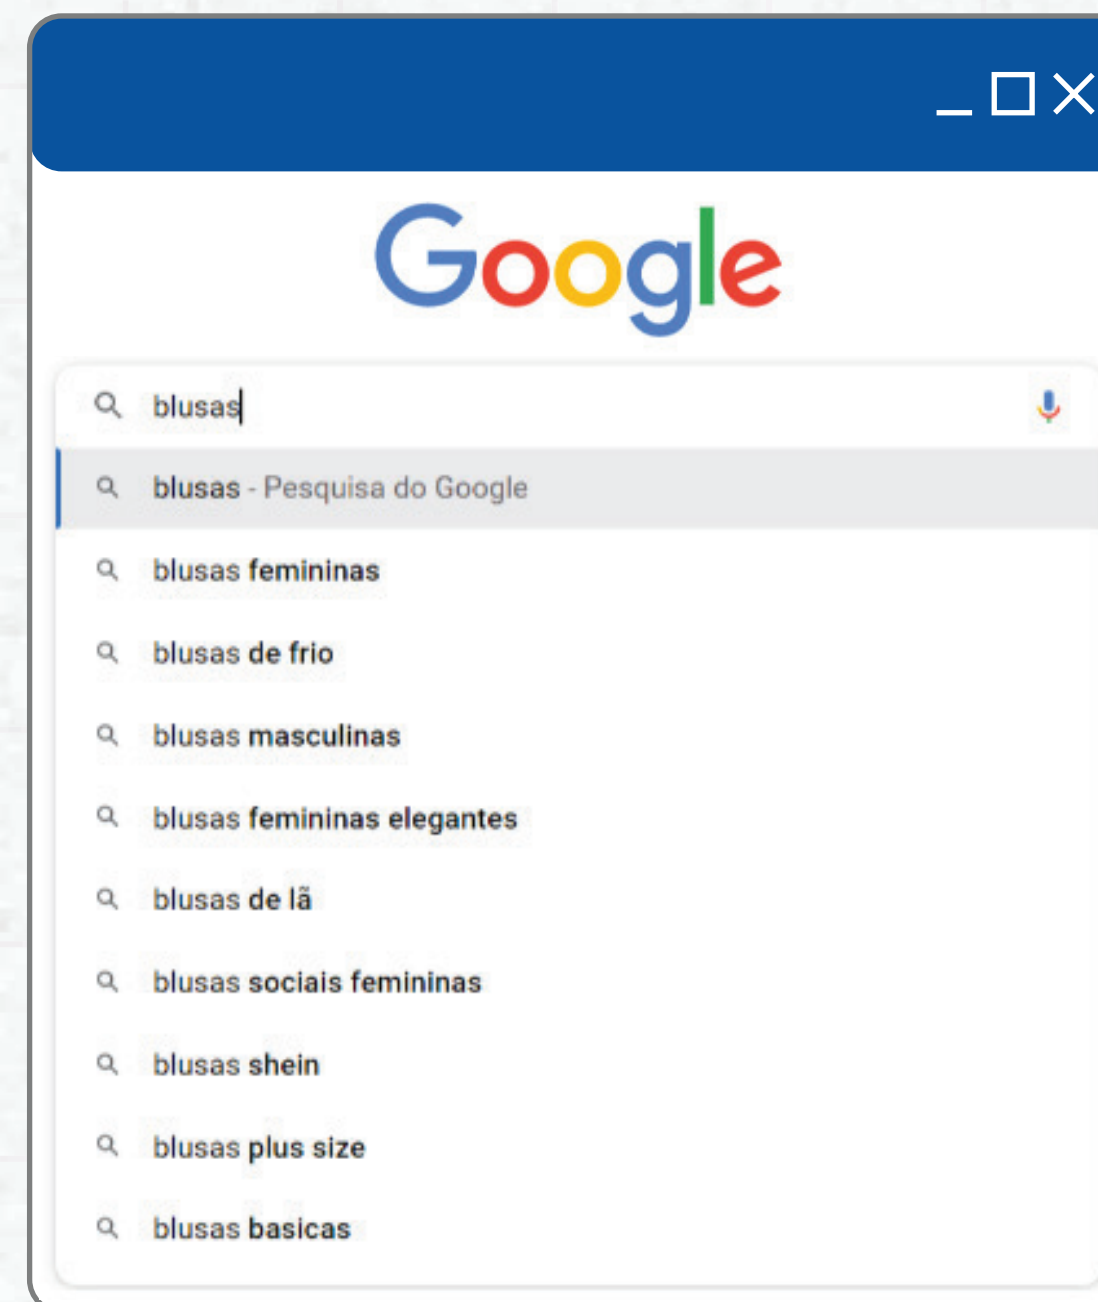 Google
blusas
blusas - Pesquisa do Google
blusas femininas
blusas de frio
blusas masculinas
blusas femininas elegantes
blusas de lã
blusas sociais femininas
blusas shein
blusas plus size
blusas basicas